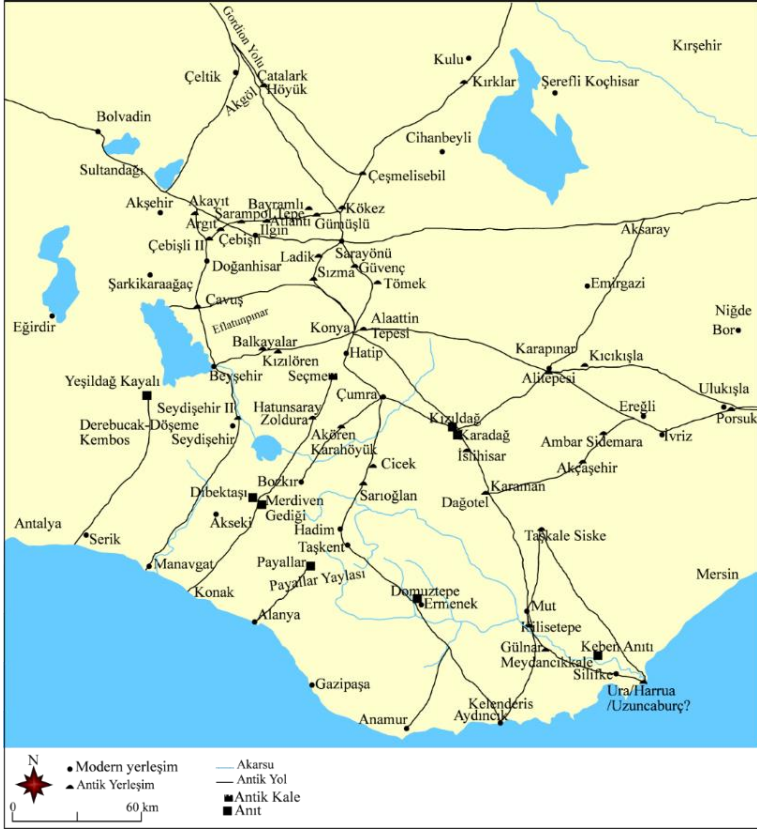 Gordion Yolu
Kulu
Kırşehir
Çeltik
Çatalark
Höyük
Kırklar
Şerefli Koçhisar
Akgöl
Bolvadin
Cihanbeyli
Sultandağı
Çeşmelisebil
Akşehir
Akayıt
Bayramlı
Kökez
Sarampol Tepe
Atlantı
Gümüşlü
Argıt
Çebişli
Ilgın
Çebişli II
Aksaray
Sarayönü
Ladik
Güvenç
Doğanhisar
Sızma
Tömek
Şarkikaraağaç
Emirgazi
Çavuş
Eflatunpınar
Eğirdir
Niğde
Bor
Konya
Alaattin
Tepesi
Balkayalar
Kızılören
Hatip
Karapınar
Kıcıkışla
Alitepesi
Beyşehir
Seçme
Yeşildağ Kayalı
Çumra
Ulukışla
Porsuk
Derebucak-Döşeme
Kembos
Seydişehir II
Seydişehir
Hatunsaray
Zoldura
Kızıldağ
Karadağ
Ereğli
İvriz
Akören
Karahöyük
Ambar Sidemara
İsıhisar
Akçaşehir
Cicek
Bozkır
Sarıoğlan
Karaman
Dağotel
Dibektaşı
Merdiven
Gediği
Akseki
Antalya
Serik
Hadim
Taşkent
Taşkale Siske
Manavgat
Payallar
Payallar Yaylası
Mersin
Konak
Domuztepe
Ermenek
Alanya
Mut
Kilisetepe
Gülnar
Meydancıkkale
Keben Anıtı
Silifke
Ura/Harrua
/Uzuncaburç?
Gazipaşa
Kelenderis
Aydıncık
Anamur
N
Modern yerleşim
Antik Yerleşim
Akarsu
Antik Yol
Antik Kale
Anıt
0 60 km